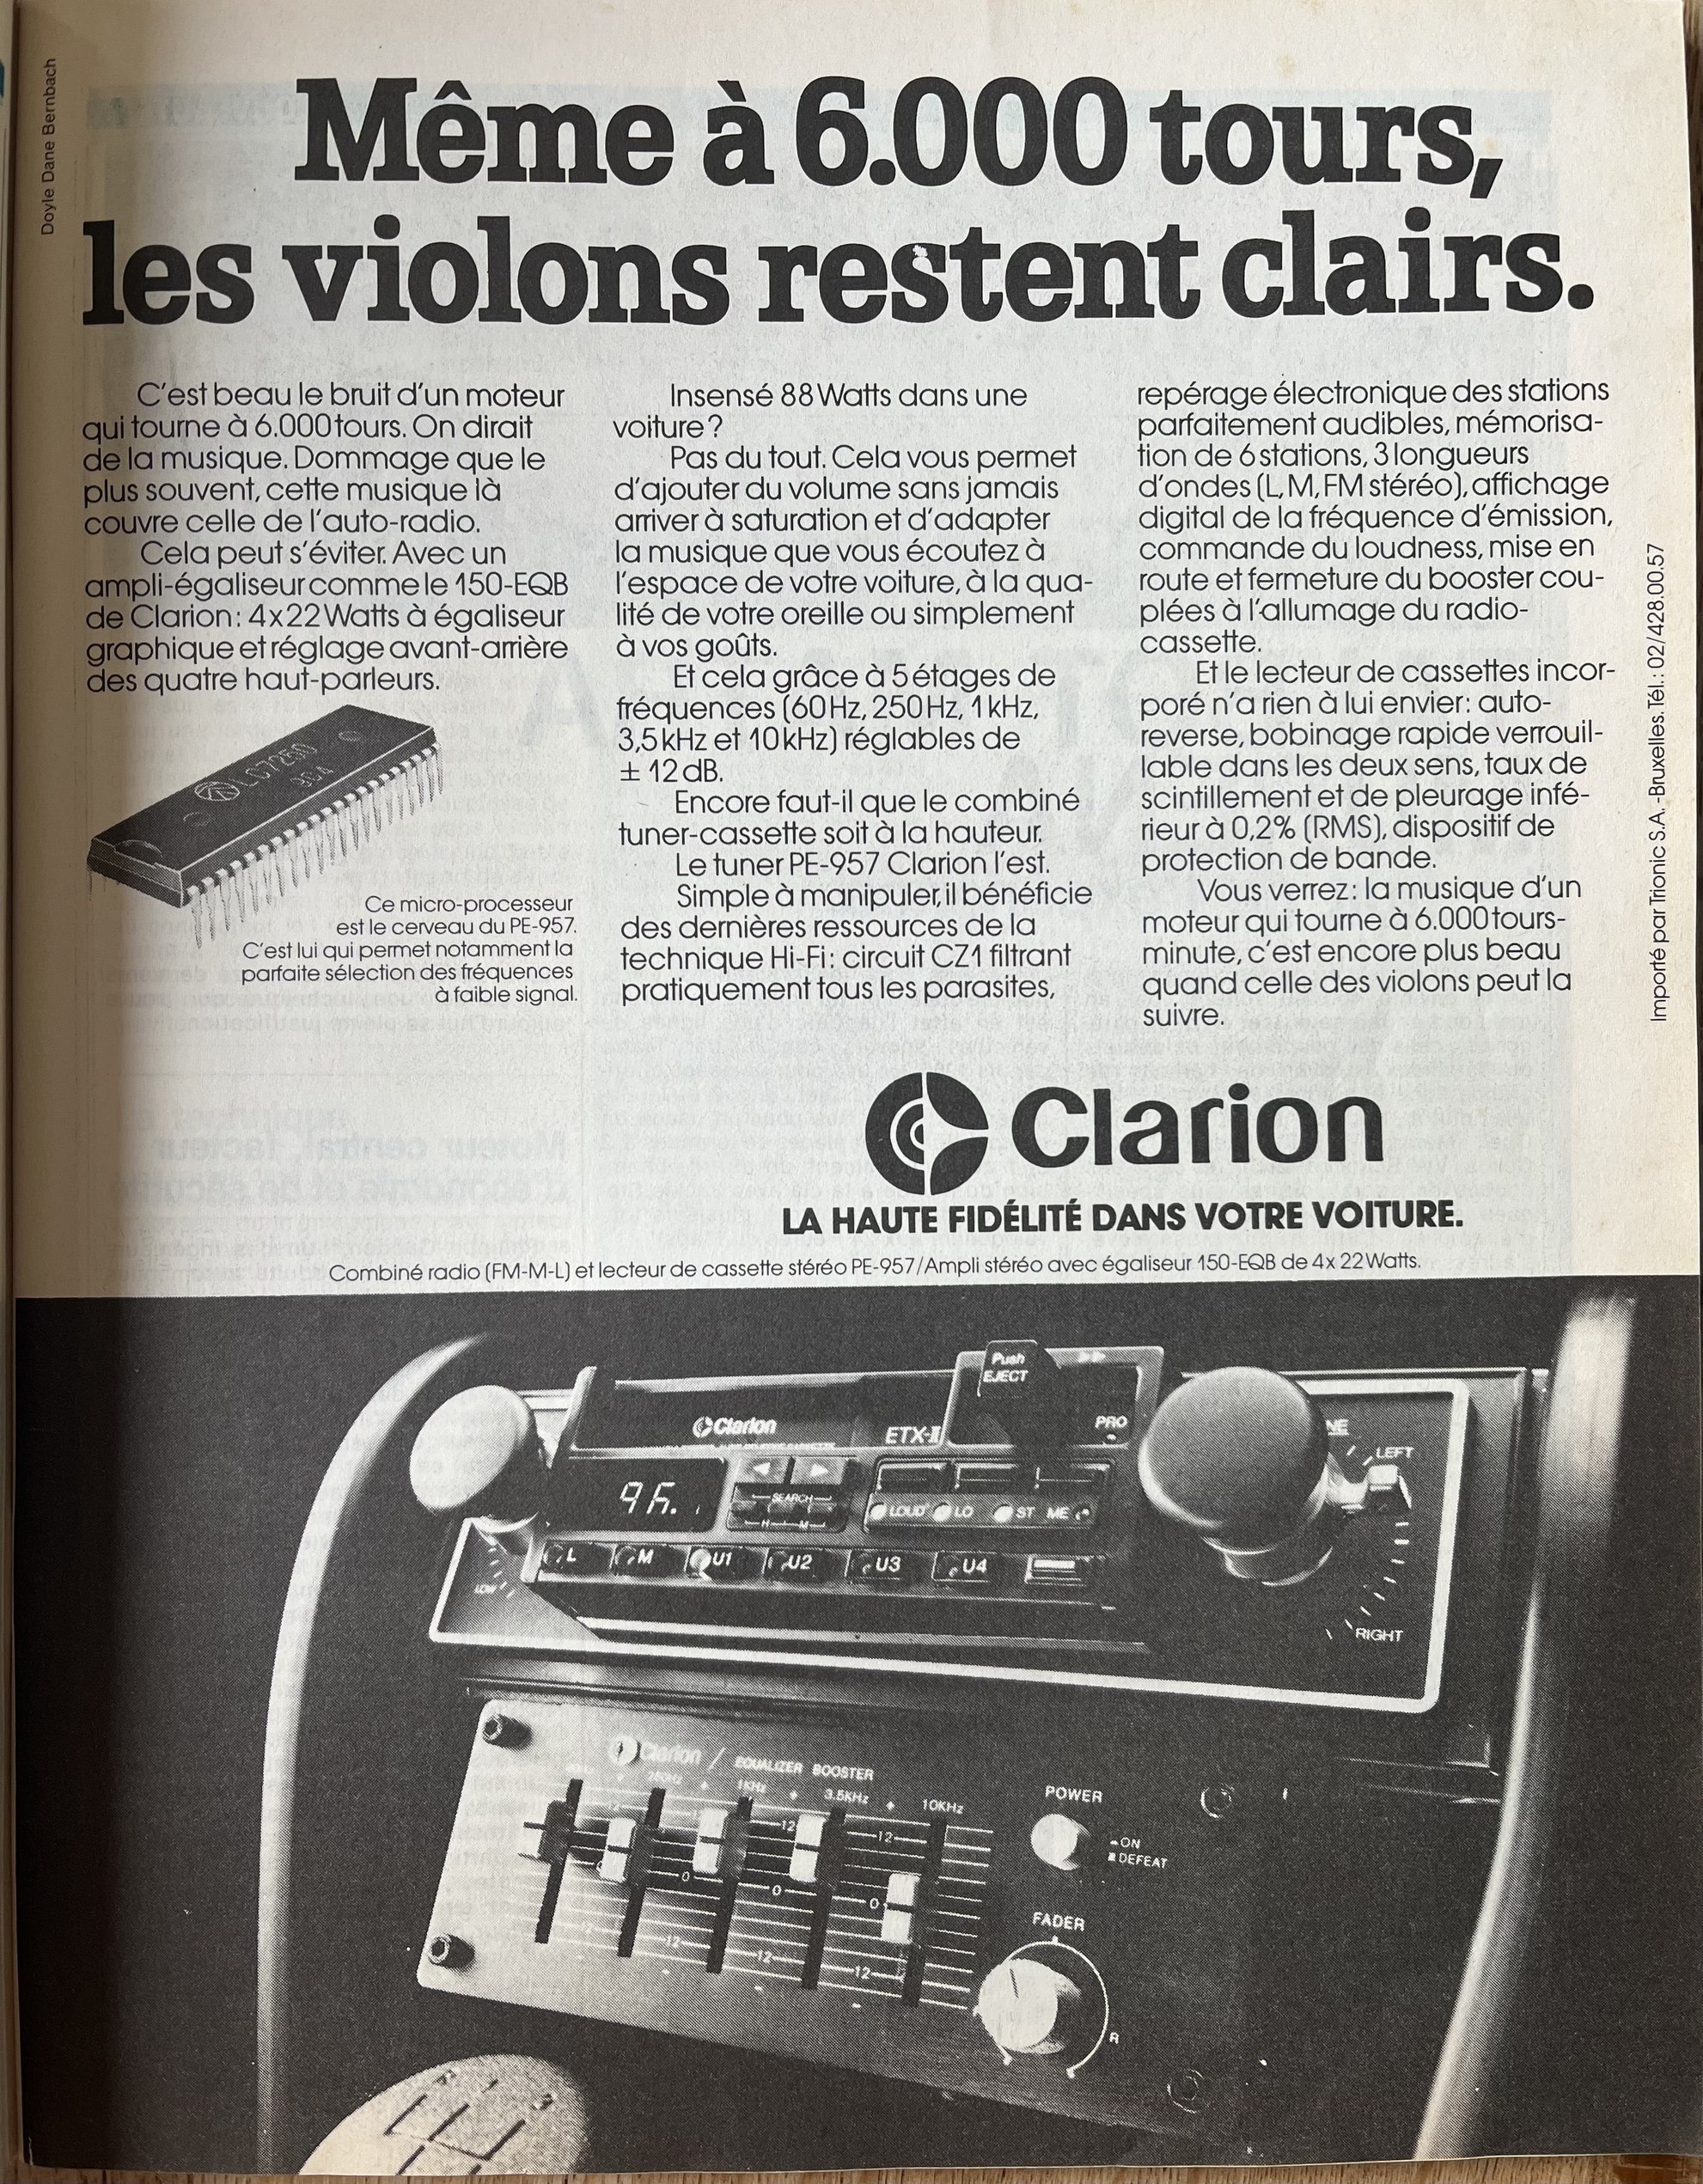 Doyle Dane Bernbach
Même à 6.000 tours,
les violons restent clairs.
C'est beau le bruit d'un moteur
qui tourne à 6.000 tours. On dirait
de la musique. Dommage que le
plus souvent, cette musique là
couvre celle de l'auto-radio.
Cela peut s'éviter. Avec un
ampli-égaliseur comme le 150-EQB
de Clarion: 4x22 Watts à égaliseur
graphique et réglage avant-arrière
des quatre haut-parleurs.
LC7250
3CA
Ce micro-processeur
est le cerveau du PE-957.
C'est lui qui permet notamment la
parfaite sélection des fréquences
à faible signal.
Insensé 88 Watts dans une
voiture?
Pas du tout. Cela vous permet
d'ajouter du volume sans jamais
arriver à saturation et d'adapter
la musique que vous écoutez à
l'espace de votre voiture, à la qua-
lité de votre oreille ou simplement
à vos goûts.
Et cela grâce à 5 étages de
fréquences (60 Hz, 250 Hz, 1 kHz,
3,5 kHz et 10 kHz) réglables de
± 12 dB.
Encore faut-il que le combiné
tuner-cassette soit à la hauteur.
Le tuner PE-957 Clarion l'est.
Simple à manipuler, il bénéficie
des dernières ressources de la
technique Hi-Fi: circuit CZ1 filtrant
pratiquement tous les parasites,
repérage électronique des stations
parfaitement audibles, mémorisa-
tion de 6 stations, 3 longueurs
d'ondes (L, M, FM stéréo), affichage
digital de la fréquence d'émission,
commande du loudness, mise en
route et fermeture du booster cou-
plées à l'allumage du radio-
cassette.
Et le lecteur de cassettes incor-
poré n'a rien à lui envier: auto-
reverse, bobinage rapide verrouil-
lable dans les deux sens, taux de
scintillement et de pleurage infé-
rieur à 0,2% (RMS), dispositif de
protection de bande.
Vous verrez: la musique d'un
moteur qui tourne à 6.000 tours-
minute, c'est encore plus beau
quand celle des violons peut la
suivre.
Importé par Trionic S.A. - Bruxelles. Tél.: 02/428.00.57
Clarion
LA HAUTE FIDÉLITÉ DANS VOTRE VOITURE.
Combiné radio (FM-M-L) et lecteur de cassette stéréo PE-957/Ampli stéréo avec égaliseur 150-EQB de 4x22 Watts.
Push
EJECT
Clarion
ETX-II
PRO
LEFT
96.
SEARCH
H M
LOUD LO ST ME
L M U1 U2 U3 U4
LOW
RIGHT
Clarion / EQUALIZER BOOSTER
250Hz 1KHz 3.5KHz 10KHz
12 12
0 0 0
12 12 12
POWER
ON
DEFEAT
FADER
R